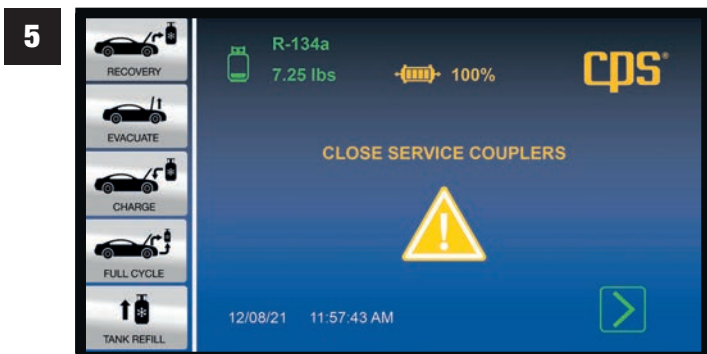 5
RECOVERY
EVACUATE
CHARGE
FULL CYCLE
TANK REFILL
R-134a
7.25 lbs
100%
cps®
CLOSE SERVICE COUPLERS
12/08/21 11:57:43 AM